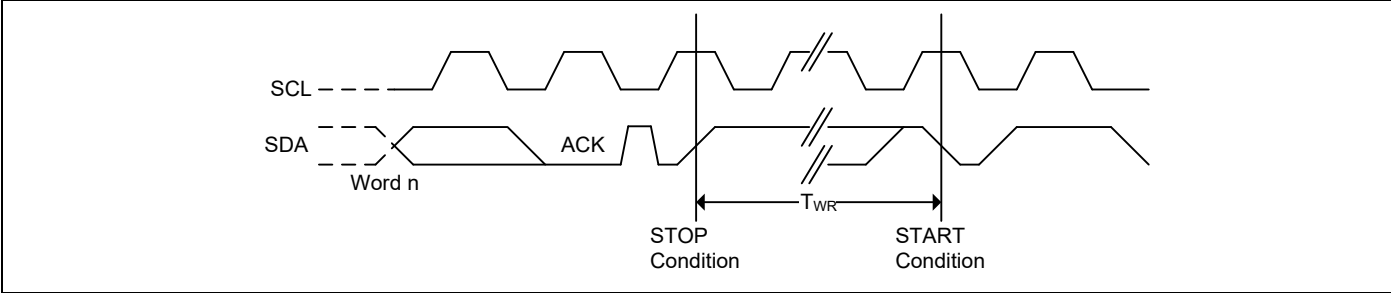 SCL
SDA
ACK
Word n
TWR
STOP
Condition
START
Condition